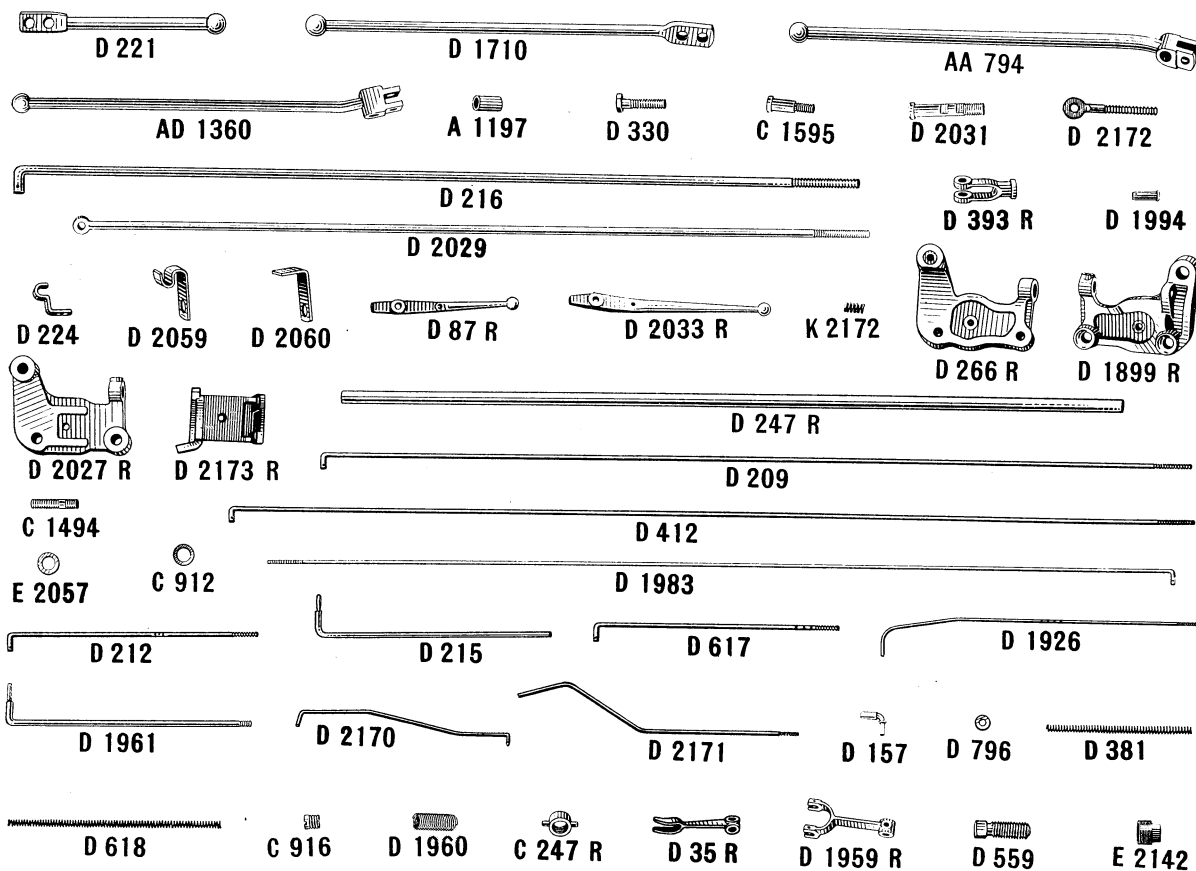 D 221
D 1710
AA 794
AD 1360
A 1197
D 330
C 1595
D 2031
D 2172
D 216
D 393 R
D 1994
D 2029
D 224
D 2059
D 2060
D 87 R
D 2033 R
K 2172
D 266 R
D 1899 R
D 2027 R
D 2173 R
D 247 R
D 209
C 1494
D 412
E 2057
C 912
D 1983
D 212
D 215
D 617
D 1926
D 1961
D 2170
D 2171
D 157
D 796
D 381
D 618
C 916
D 1960
C 247 R
D 35 R
D 1959 R
D 559
E 2142